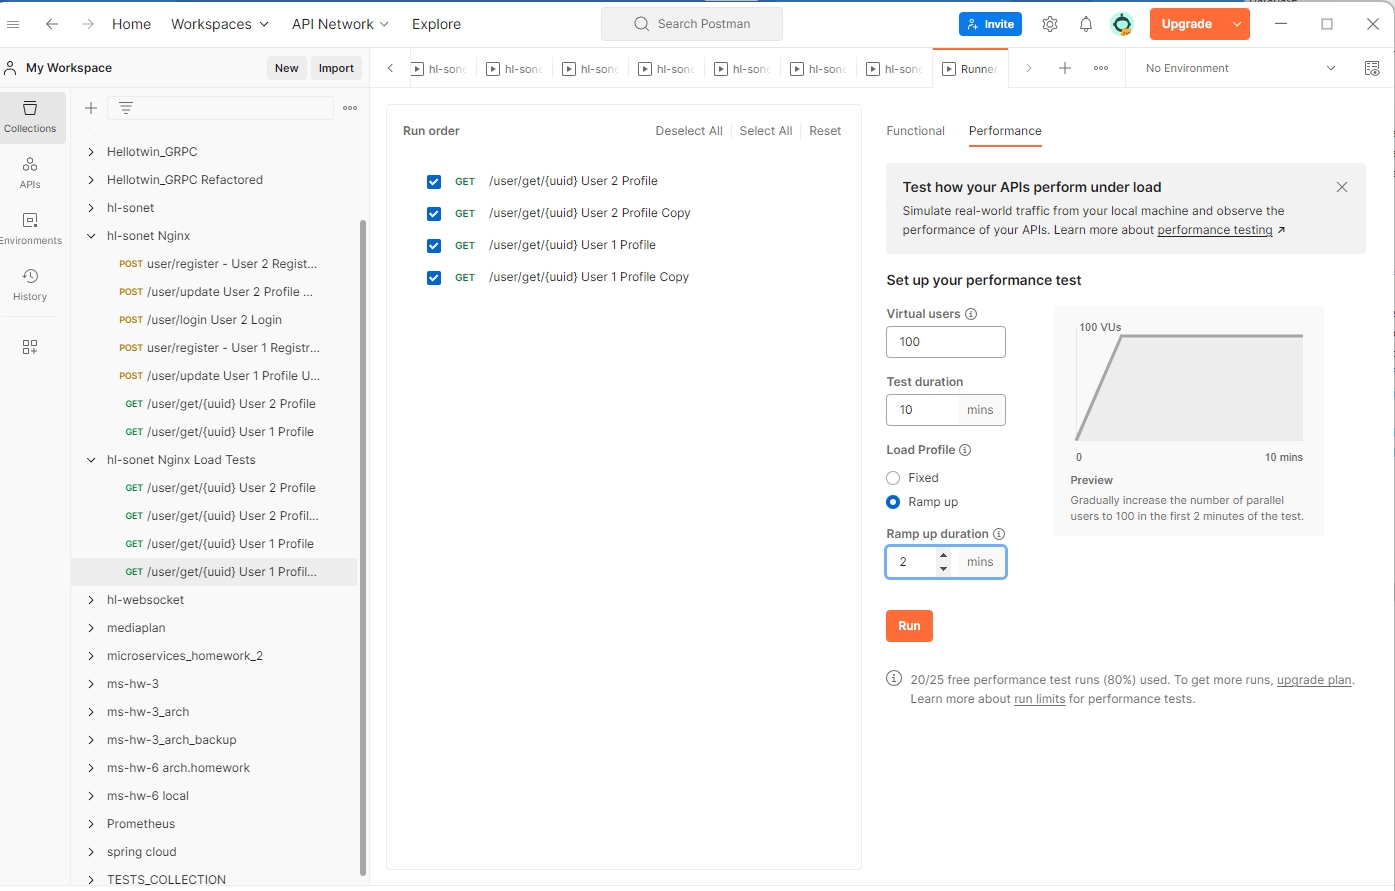 Home
Workspaces
API Network
Explore
Search Postman
Invite
Upgrade
My Workspace
New
Import
hl-sone
hl-sone
hl-sone
hl-sone
hl-sone
hl-sone
hl-sone
Runner
No Environment
Collections
APIs
Environments
History
Hellotwin_GRPC
Hellotwin_GRPC Refactored
hl-sonet
hl-sonet Nginx
POST user/register - User 2 Regist...
POST /user/update User 2 Profile ...
POST /user/login User 2 Login
POST user/register - User 1 Registr...
POST /user/update User 1 Profile U...
GET /user/get/{uuid} User 2 Profile
GET /user/get/{uuid} User 1 Profile
hl-sonet Nginx Load Tests
GET /user/get/{uuid} User 2 Profile
GET /user/get/{uuid} User 2 Profil...
GET /user/get/{uuid} User 1 Profile
GET /user/get/{uuid} User 1 Profil...
hl-websocket
mediaplan
microservices_homework_2
ms-hw-3
ms-hw-3_arch
ms-hw-3_arch_backup
ms-hw-6 arch.homework
ms-hw-6 local
Prometheus
spring cloud
TESTS_COLLECTION
Run order
Deselect All
Select All
Reset
GET /user/get/{uuid} User 2 Profile
GET /user/get/{uuid} User 2 Profile Copy
GET /user/get/{uuid} User 1 Profile
GET /user/get/{uuid} User 1 Profile Copy
Functional
Performance
Test how your APIs perform under load
Simulate real-world traffic from your local machine and observe the
performance of your APIs. Learn more about performance testing ↗
Set up your performance test
Virtual users
100
Test duration
10 mins
Load Profile
Fixed
Ramp up
Ramp up duration
2 mins
100 VUs
0
10 mins
Preview
Gradually increase the number of parallel
users to 100 in the first 2 minutes of the test.
Run
20/25 free performance test runs (80%) used. To get more runs, upgrade plan.
Learn more about run limits for performance tests.